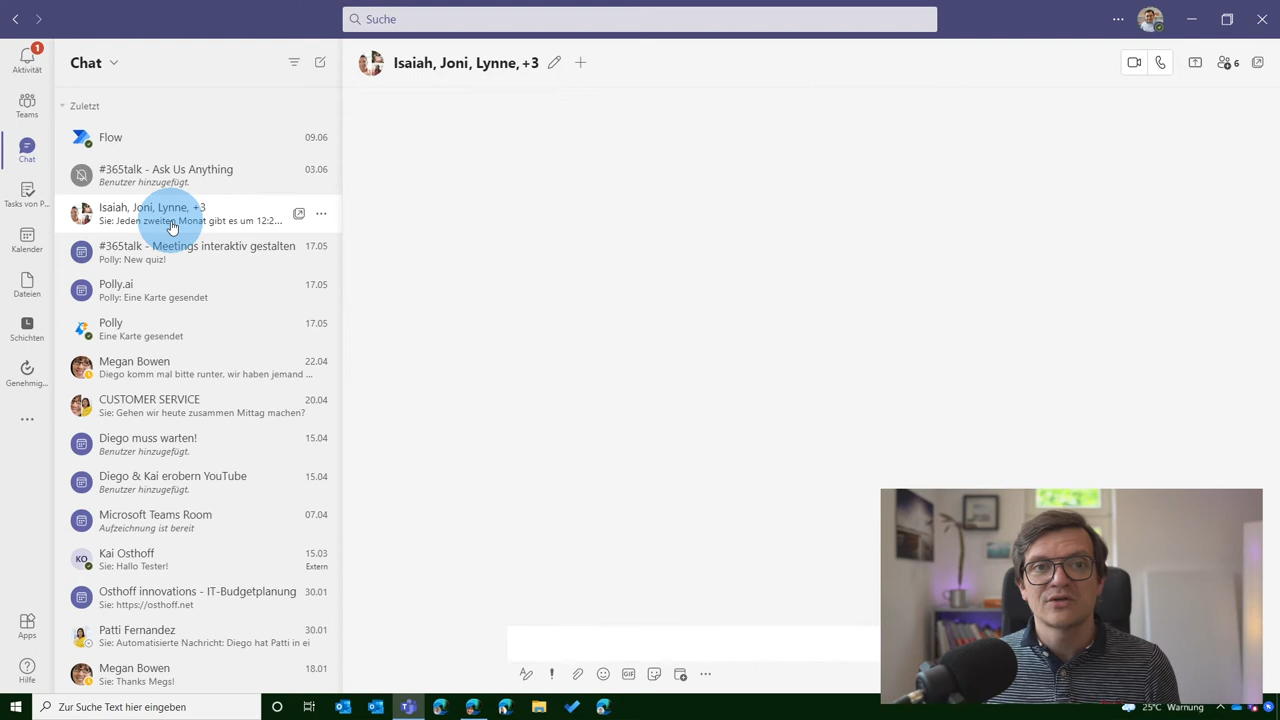 Suche
1
Aktivität
Teams
Chat
Tasks von P...
Kalender
Dateien
Schichten
Genehmig...
Apps
Hilfe
Chat
Zuletzt
Flow 09.06
#365talk - Ask Us Anything 03.06
Benutzer hinzugefügt.
Isaiah, Joni, Lynne, +3
Sie: Jeden zweiten Monat gibt es um 12:2...
#365talk - Meetings interaktiv gestalten 17.05
Polly: New quiz!
Polly.ai 17.05
Polly: Eine Karte gesendet
Polly 17.05
Eine Karte gesendet
Megan Bowen 22.04
Diego komm mal bitte runter, wir haben jemand ...
CUSTOMER SERVICE 20.04
Sie: Gehen wir heute zusammen Mittag machen?
Diego muss warten! 15.04
Benutzer hinzugefügt.
Diego & Kai erobern YouTube 15.04
Benutzer hinzugefügt.
Microsoft Teams Room 07.04
Aufzeichnung ist bereit
KO
Kai Osthoff 15.03
Sie: Hallo Tester! Extern
Osthoff innovations - IT-Budgetplanung 30.01
Sie: https://osthoff.net
Patti Fernandez 30.01
Sie: Automatisierte Nachricht: Diego hat Patti in ei
Megan Bowen 18.01
Sie: Thanks Megs!
Isaiah, Joni, Lynne, +3
6
GIF
Zur Suche Text hier eingeben
25°C Warnung